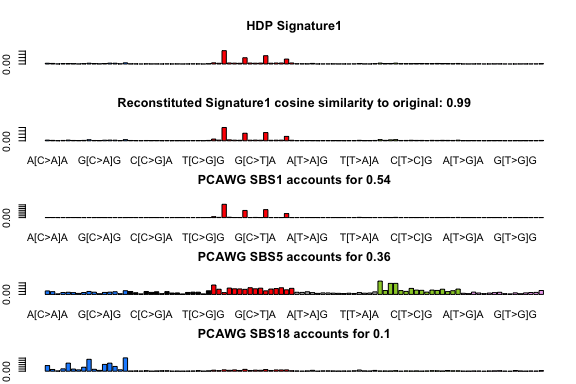 HDP Signature1
0.00
Reconstituted Signature1 cosine similarity to original: 0.99
0.00
A[C>A]A G[C>A]G C[C>G]A T[C>G]G G[C>T]A A[T>A]G T[T>A]A C[T>C]G A[T>G]A G[T>G]G
PCAWG SBS1 accounts for 0.54
0.00
A[C>A]A G[C>A]G C[C>G]A T[C>G]G G[C>T]A A[T>A]G T[T>A]A C[T>C]G A[T>G]A G[T>G]G
PCAWG SBS5 accounts for 0.36
0.00
A[C>A]A G[C>A]G C[C>G]A T[C>G]G G[C>T]A A[T>A]G T[T>A]A C[T>C]G A[T>G]A G[T>G]G
PCAWG SBS18 accounts for 0.1
0.00